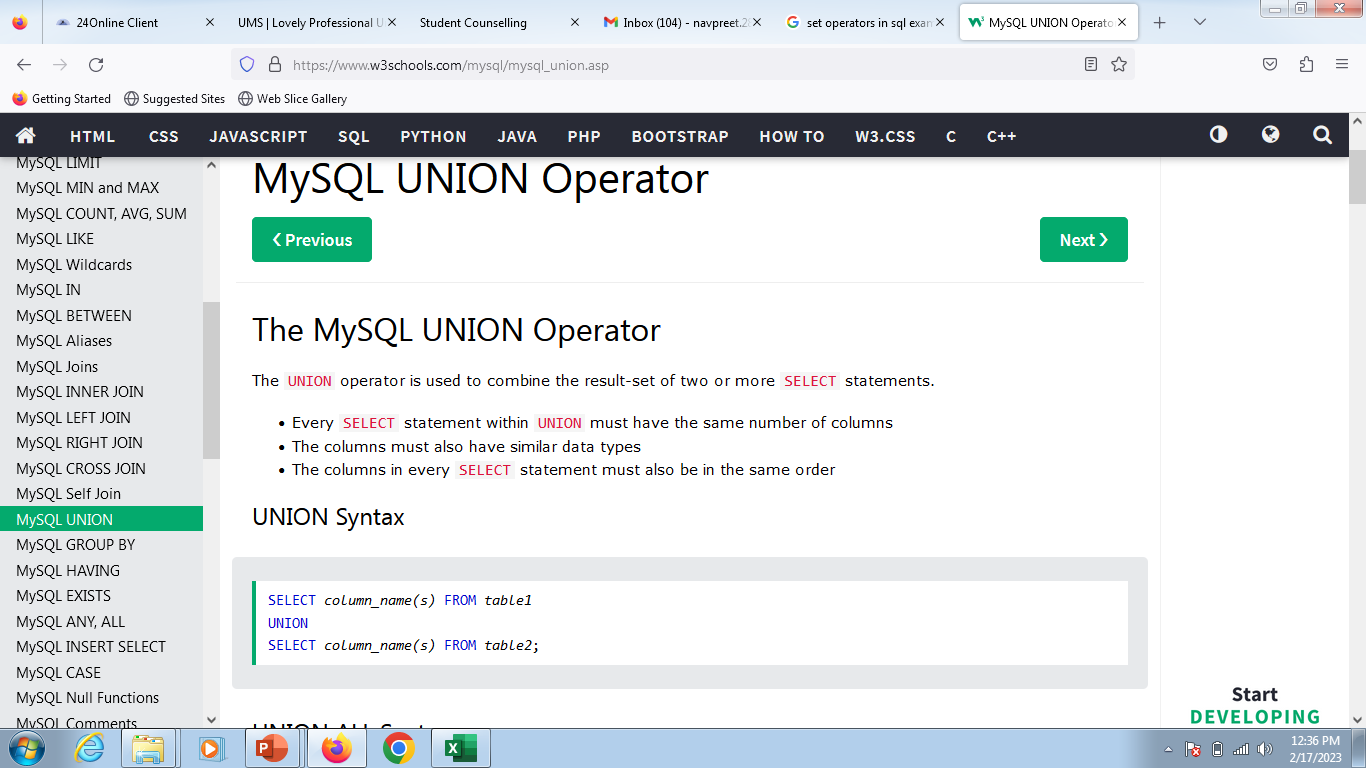 24Online Client
UMS | Lovely Professional U
Student Counselling
Inbox (104) - navpreet.2
set operators in sql exam
MySQL UNION Operato
https://www.w3schools.com/mysql/mysql_union.asp
Getting Started
Suggested Sites
Web Slice Gallery
HTML CSS JAVASCRIPT SQL PYTHON JAVA PHP BOOTSTRAP HOW TO W3.CSS C C++
MySQL LIMIT
MySQL MIN and MAX
MySQL COUNT, AVG, SUM
MySQL LIKE
MySQL Wildcards
MySQL IN
MySQL BETWEEN
MySQL Aliases
MySQL Joins
MySQL INNER JOIN
MySQL LEFT JOIN
MySQL RIGHT JOIN
MySQL CROSS JOIN
MySQL Self Join
MySQL UNION
MySQL GROUP BY
MySQL HAVING
MySQL EXISTS
MySQL ANY, ALL
MySQL INSERT SELECT
MySQL CASE
MySQL Null Functions
MySQL Comments
MySQL UNION Operator
❮ Previous
Next ❯
The MySQL UNION Operator
The UNION operator is used to combine the result-set of two or more SELECT statements.
• Every SELECT statement within UNION must have the same number of columns
• The columns must also have similar data types
• The columns in every SELECT statement must also be in the same order
UNION Syntax
SELECT column_name(s) FROM table1
UNION
SELECT column_name(s) FROM table2;
UNION ALL Syntax
Start
DEVELOPING
12:36 PM
2/17/2023